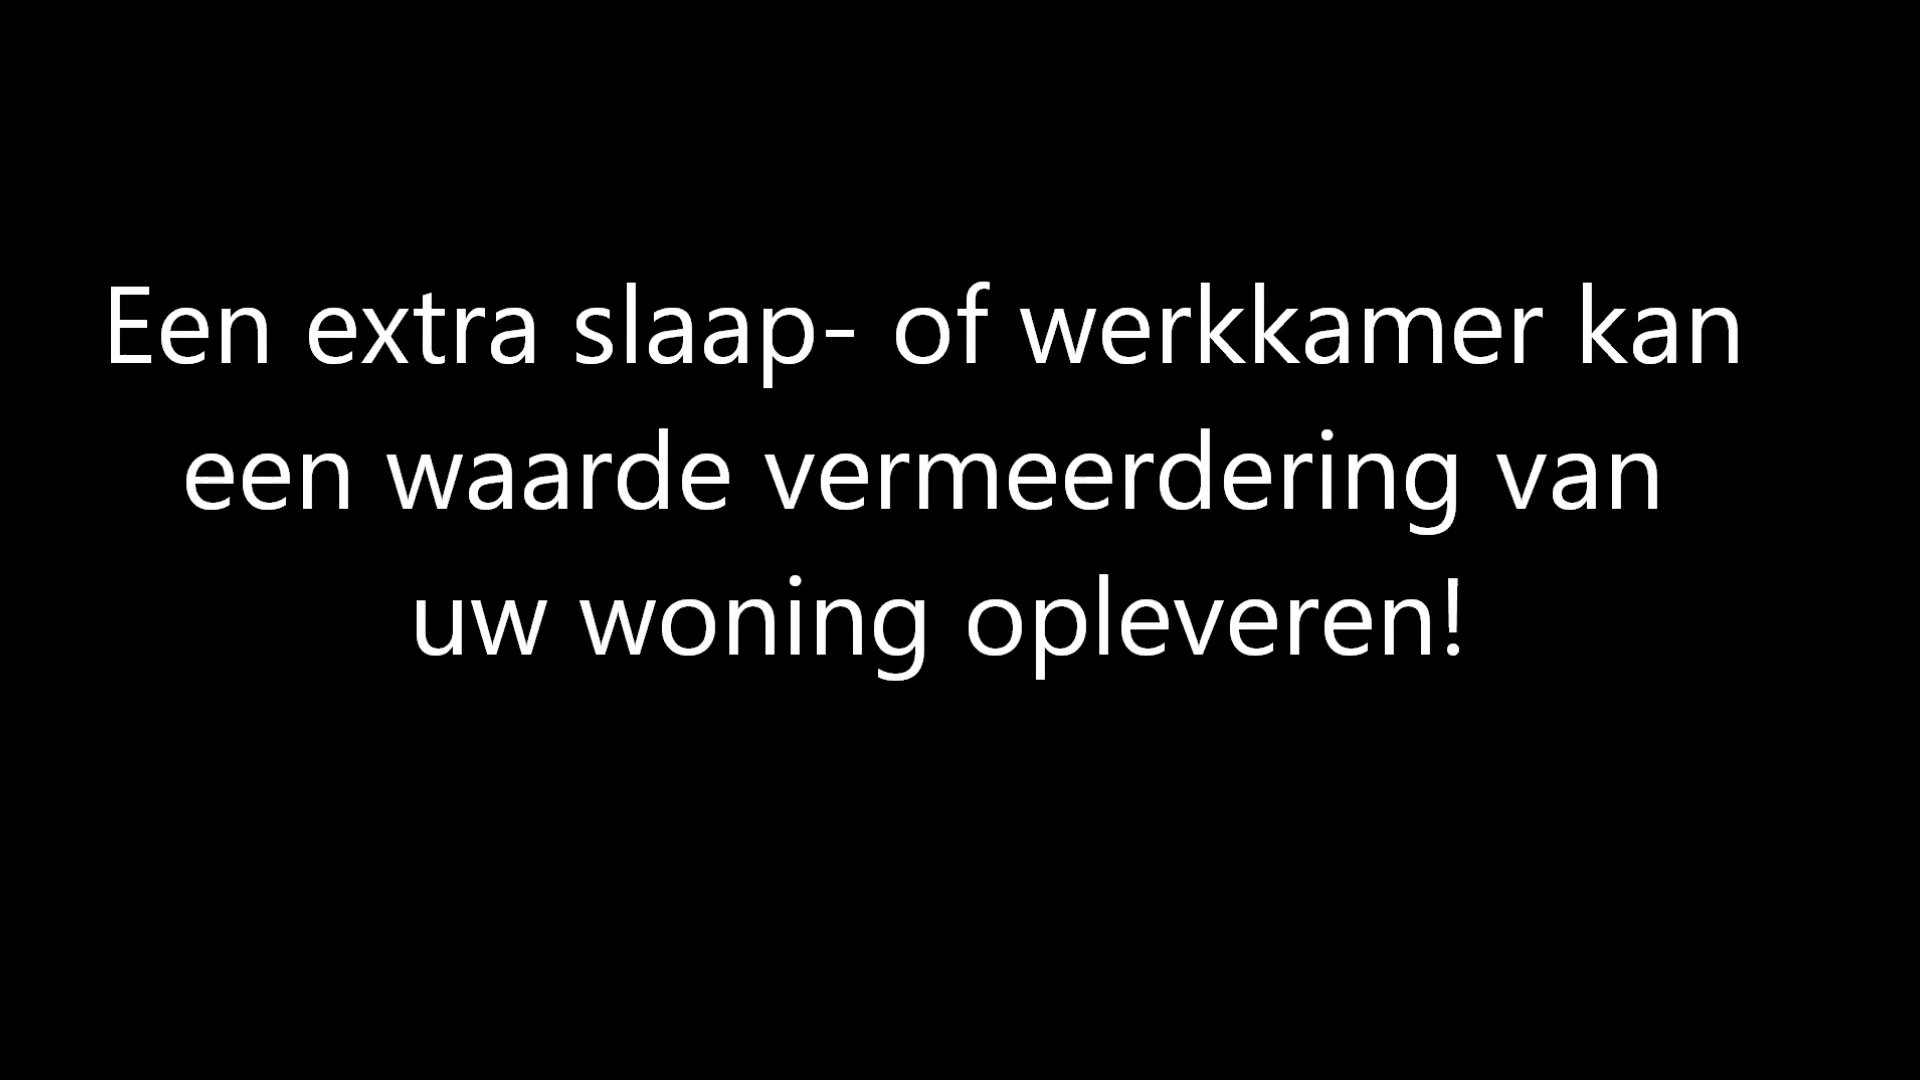 Een extra slaap- of werkkamer kan
een waarde vermeerdering van
uw woning opleveren!